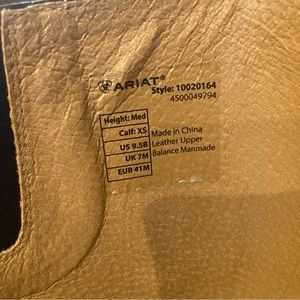 ARIAT
Style: 10020164
4500049794
Height: Med
Calf: XS
US 9.5B
UK 7M
EUR 41M
Made in China
Leather Upper
Balance Manmade